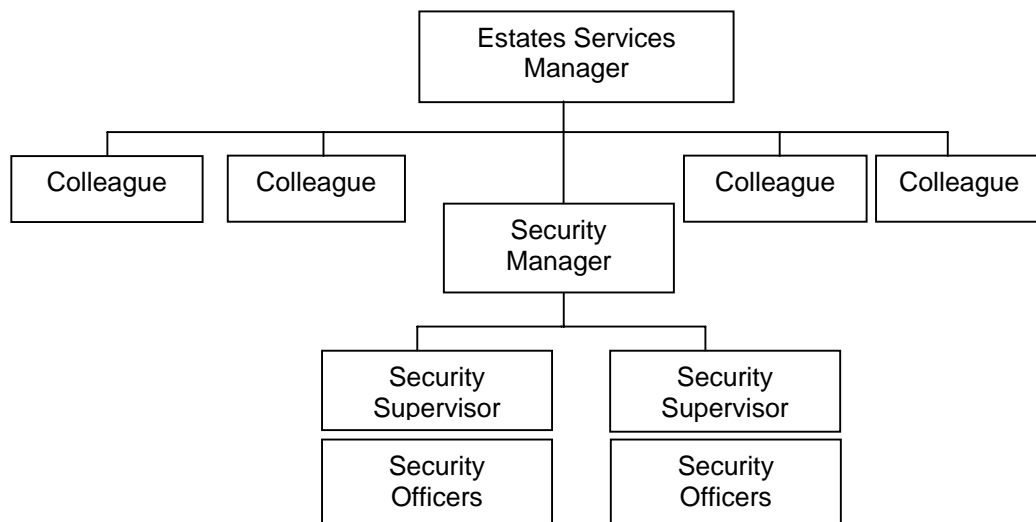 Estates Services
Manager
Colleague
Colleague
Colleague
Colleague
Security
Manager
Security
Supervisor
Security
Supervisor
Security
Officers
Security
Officers